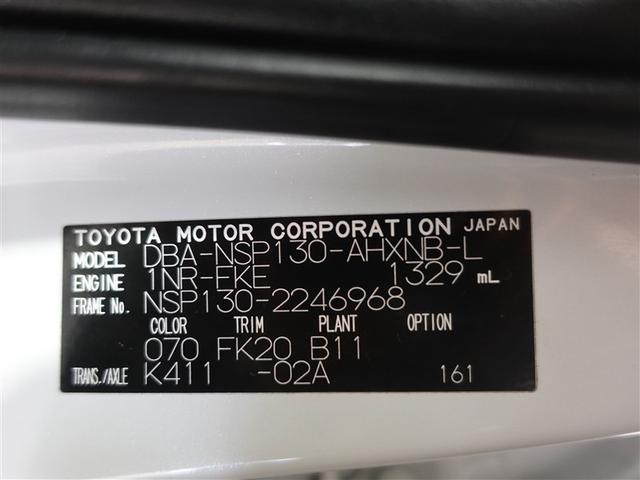 TOYOTA MOTOR CORPORATION JAPAN
MODEL DBA-NSP130-AHXNB-L
ENGINE 1NR-FKE 1329 mL
FRAME No. NSP130-2246968
COLOR TRIM PLANT OPTION
070 FK20 B11
TRANS./AXLE K411 -02A 161